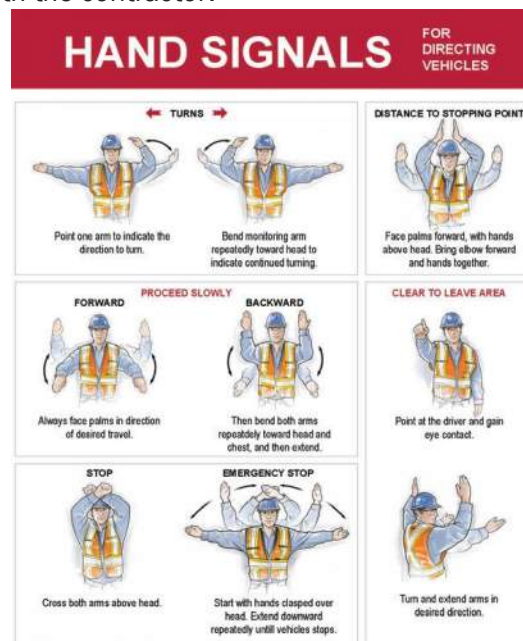 th the contractor.
HAND SIGNALS
FOR
DIRECTING
VEHICLES
TURNS
Point one arm to indicate the
direction to turn.
Bend monitoring arm
repeatedly toward head to
indicate continued turning.
DISTANCE TO STOPPING POINT
Face palms forward, with hands
above head. Bring elbow forward
and hands together.
PROCEED SLOWLY
FORWARD
Always face palms in direction
of desired travel.
BACKWARD
Then bend both arms
repeatdely toward head and
chest, and then extend.
CLEAR TO LEAVE AREA
Point at the driver and gain
eye contact.
STOP
Cross both arms above head.
EMERGENCY STOP
Start with hands clasped over
head. Extend downward
repeatedly untill vehicles stops.
Turn and extend arms in
desired direction.